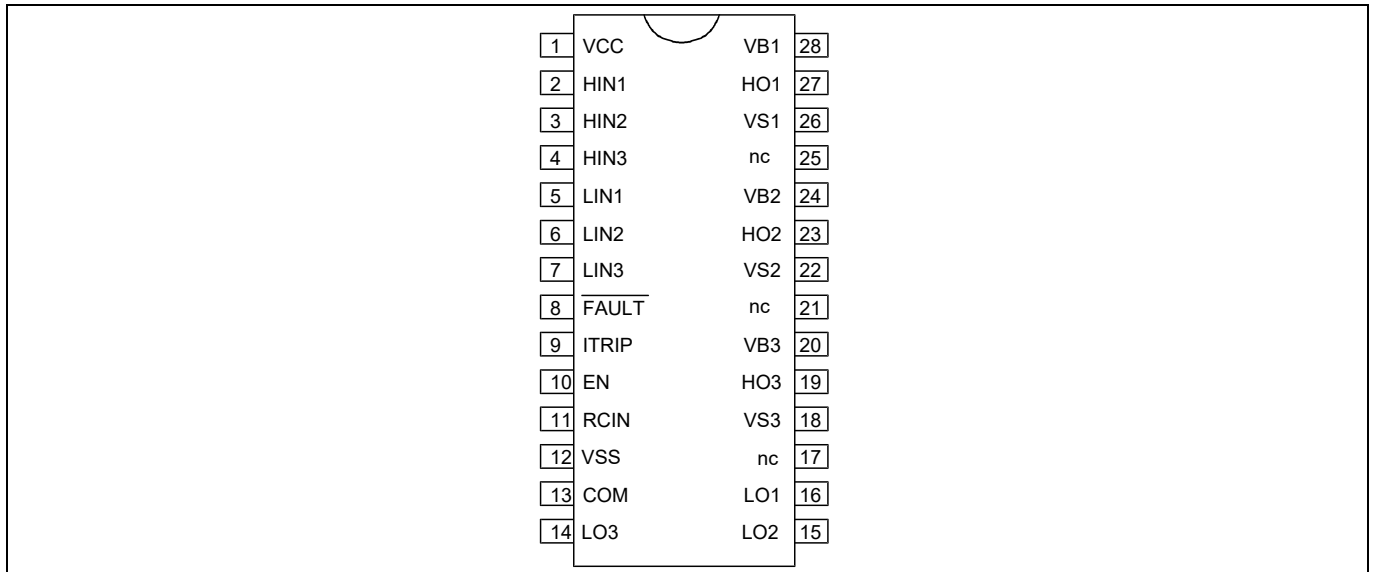 1 VCC VB1 28
2 HIN1 HO1 27
3 HIN2 VS1 26
4 HIN3 nc 25
5 LIN1 VB2 24
6 LIN2 HO2 23
7 LIN3 VS2 22
8 FAULT nc 21
9 ITRIP VB3 20
10 EN HO3 19
11 RCIN VS3 18
12 VSS nc 17
13 COM LO1 16
14 LO3 LO2 15